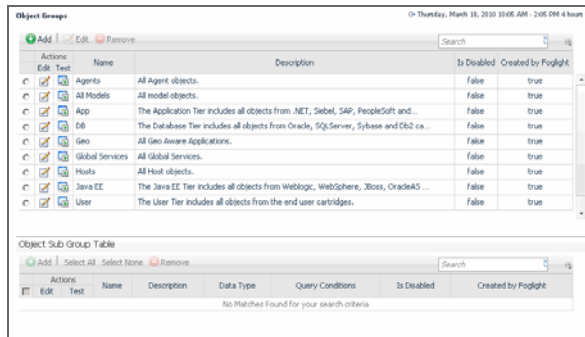 Object Groups
Thursday, March 18, 2010 10:05 AM - 2:05 PM 4 hours
Add | Edit Remove
Search
Actions
Edit Test Name Description Is Disabled Created by Foglight
Agents All Agent objects. false true
All Models All model objects. false true
App The Application Tier includes all objects from .NET, Siebel, SAP, PeopleSoft and... false true
DB The Database Tier includes all objects from Oracle, SQLServer, Sybase and Db2 ca... false true
Geo All Geo Aware Applications. false true
Global Services All Global Services. false true
Hosts All Host objects. false true
Java EE The Java EE Tier includes all objects from Weblogic, WebSphere, JBoss, OracleAS ... false true
User The User Tier includes all objects from the end user cartridges. false true
Object Sub Group Table
Add | Select All Select None Remove
Search
Actions
Edit Test Name Description Data Type Query Conditions Is Disabled Created by Foglight
No Matches Found for your search criteria